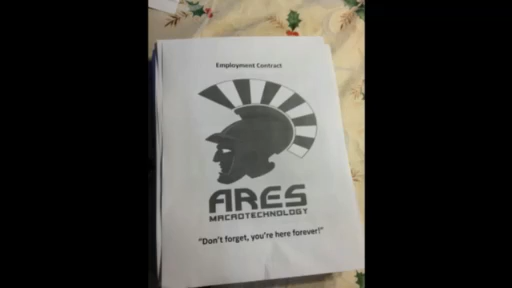 Employment Contract
ARES
MACROTECHNOLOGY
"Don't forget, you're here forever!"